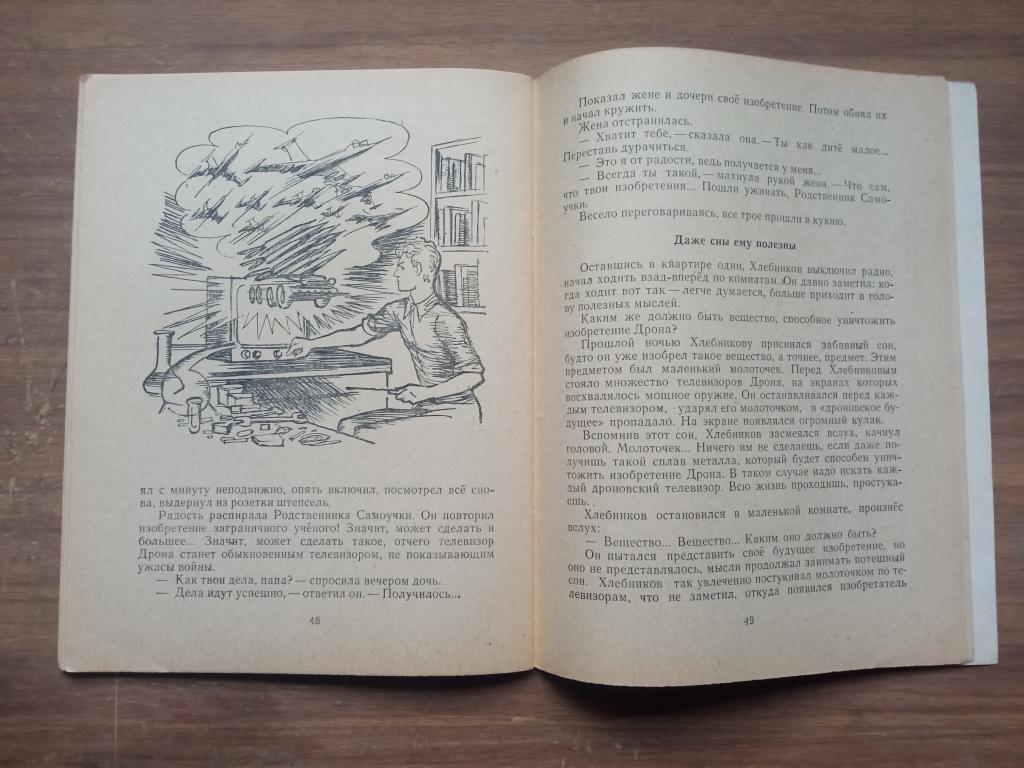 ял с минуту неподвижно, опять включил, посмотрел всё сно-
ва, выдернул из розетки штепсель.
Радость распирала Родственника Самоучки. Он повторил
изобретение заграничного учёного! Значит, может сделать и
большее... Значит, может сделать такое, отчего телевизор
Дрона станет обыкновенным телевизором, не показывающим
ужасы войны.
— Как твои дела, папа? — спросила вечером дочь.
— Дела идут успешно, — ответил он. — Получилось...
48
Показал жене и дочери своё изобретение. Потом обнял их
и начал кружить.
Жена отстранилась.
— Хватит тебе, — сказала она. — Ты как дитё малое...
Перестань дурачиться.
— Это я от радости, ведь получается у меня...
— Всегда ты такой, — махнула рукой жена. — Что сам,
что твои изобретения... Пошли ужинать, Родственник Само-
учки.
Весело переговариваясь, все трое прошли в кухню.
Даже сны ему полезны
Оставшись в квартире один, Хлебников выключил радио,
начал ходить взад-вперёд по комнатам. Он давно заметил: ко-
гда ходит вот так — легче думается, больше приходит в голо-
ву полезных мыслей.
Каким же должно быть вещество, способное уничтожить
изобретение Дрона?
Прошлой ночью Хлебникову приснился забавный сон,
будто он уже изобрел такое вещество, а точнее, предмет. Этим
предметом был маленький молоточек. Перед Хлебниковым
стояло множество телевизоров Дрона, на экранах которых
восхвалялось мощное оружие. Он останавливался перед каж-
дым телевизором, ударял его молоточком, и «дроновское бу-
дущее» пропадало. На экране появлялся огромный кулак.
Вспомнив этот сон, Хлебников засмеялся вслух, качнул
головой. Молоточек... Ничего им не сделаешь, если даже по-
лучишь такой сплав металла, который будет способен унич-
тожить изобретение Дрона. В таком случае надо искать каж-
дый дроновский телевизор. Всю жизнь проходишь, простука-
ешь...
Хлебников остановился в маленькой комнате, произнёс
вслух:
— Вещество... Вещество... Каким оно должно быть?
Он пытался представить своё будущее изобретение, но
оно не представлялось, мысли продолжал занимать потешный
сон. Хлебников так увлечённо постукивал молоточком по те-
левизорам, что не заметил, откуда появился изобретатель
49